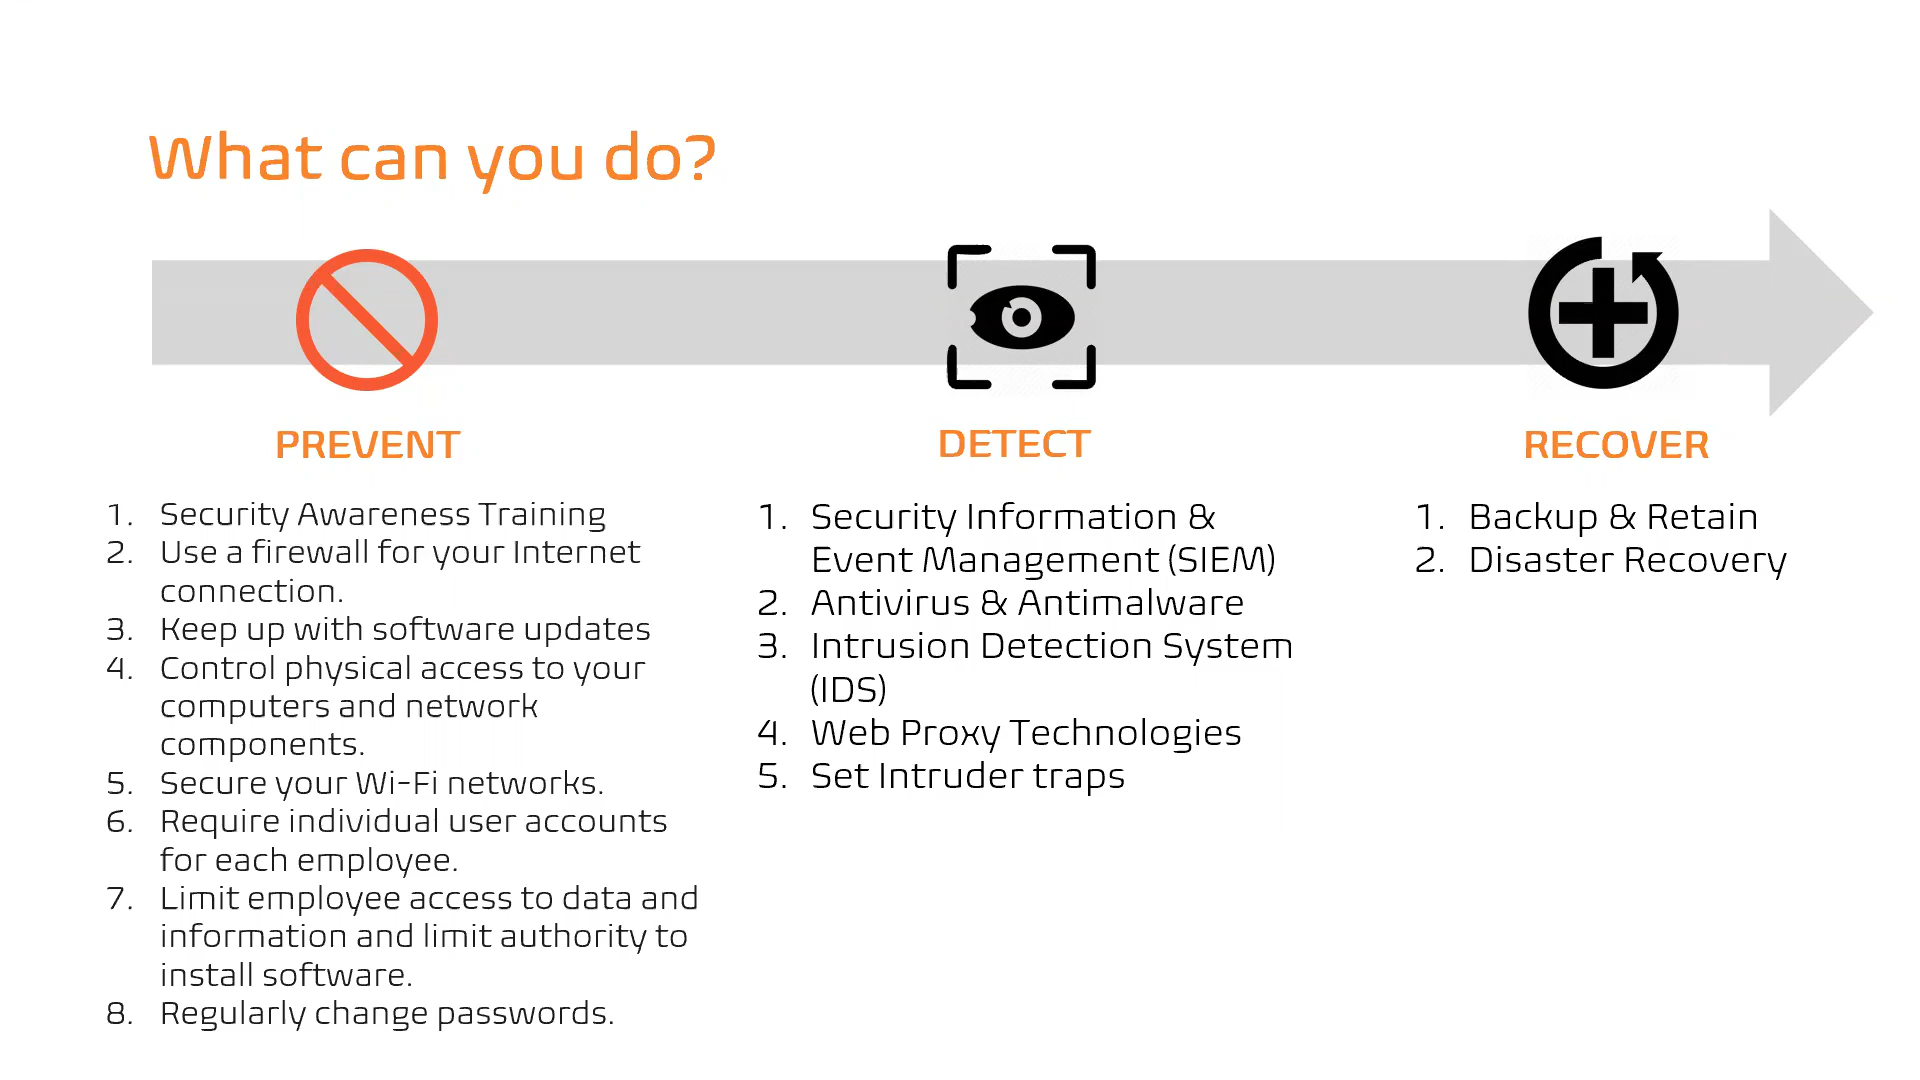 What can you do?
PREVENT
1. Security Awareness Training
2. Use a firewall for your Internet
connection.
3. Keep up with software updates
4. Control physical access to your
computers and network
components.
5. Secure your Wi-Fi networks.
6. Require individual user accounts
for each employee.
7. Limit employee access to data and
information and limit authority to
install software.
8. Regularly change passwords.
DETECT
1. Security Information &
Event Management (SIEM)
2. Antivirus & Antimalware
3. Intrusion Detection System
(IDS)
4. Web Proxy Technologies
5. Set Intruder traps
RECOVER
1. Backup & Retain
2. Disaster Recovery